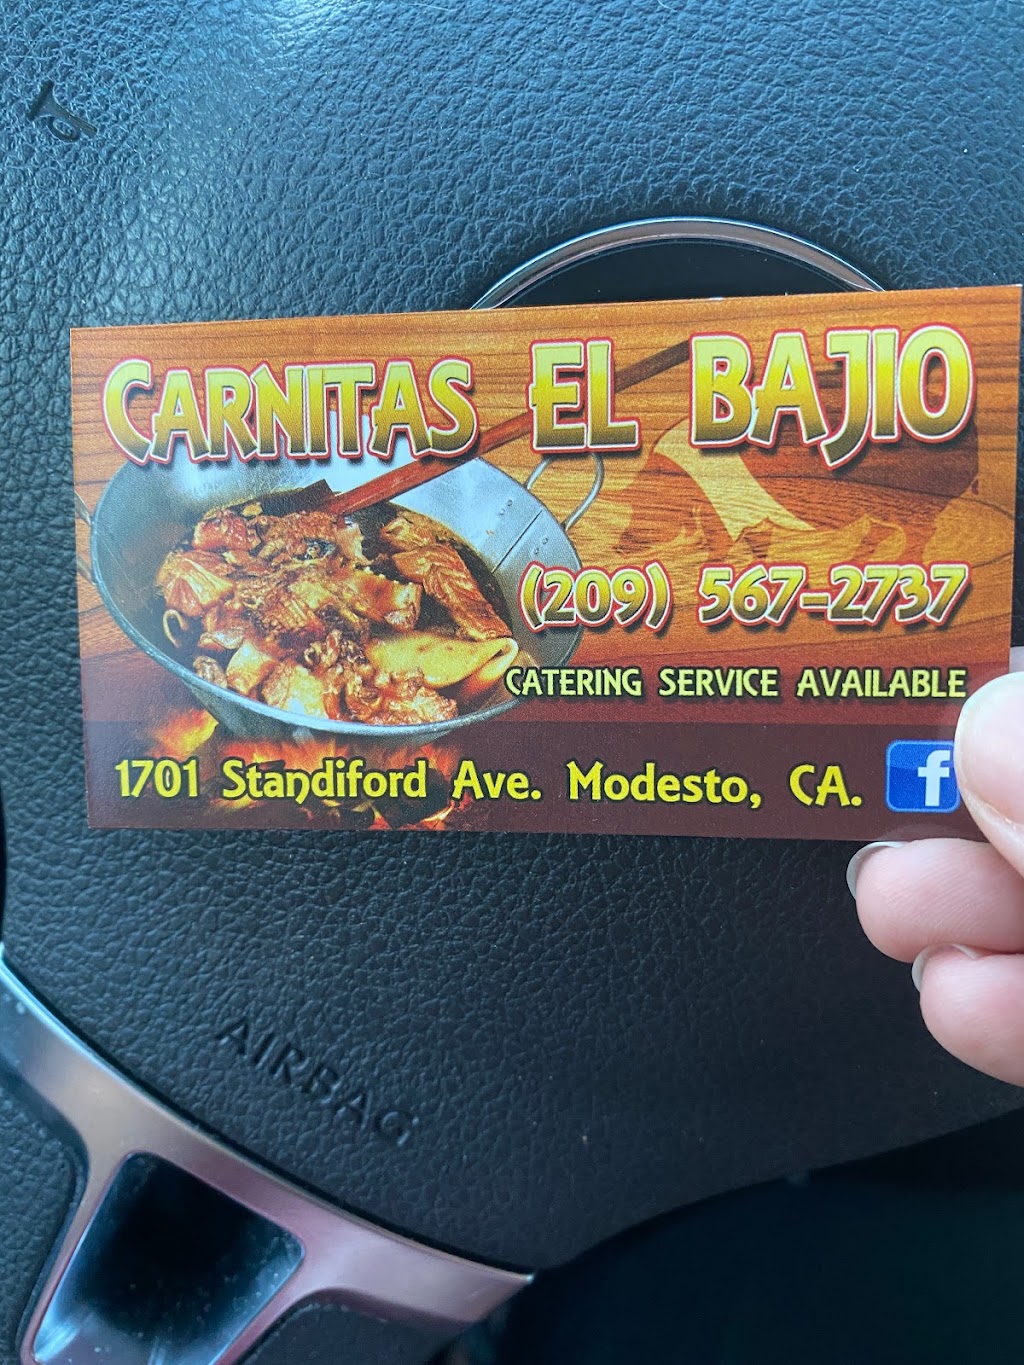 CARNITAS EL BAJIO
(209) 567-2737
CATERING SERVICE AVAILABLE
1701 Standiford Ave. Modesto, CA. f
AIRBAG